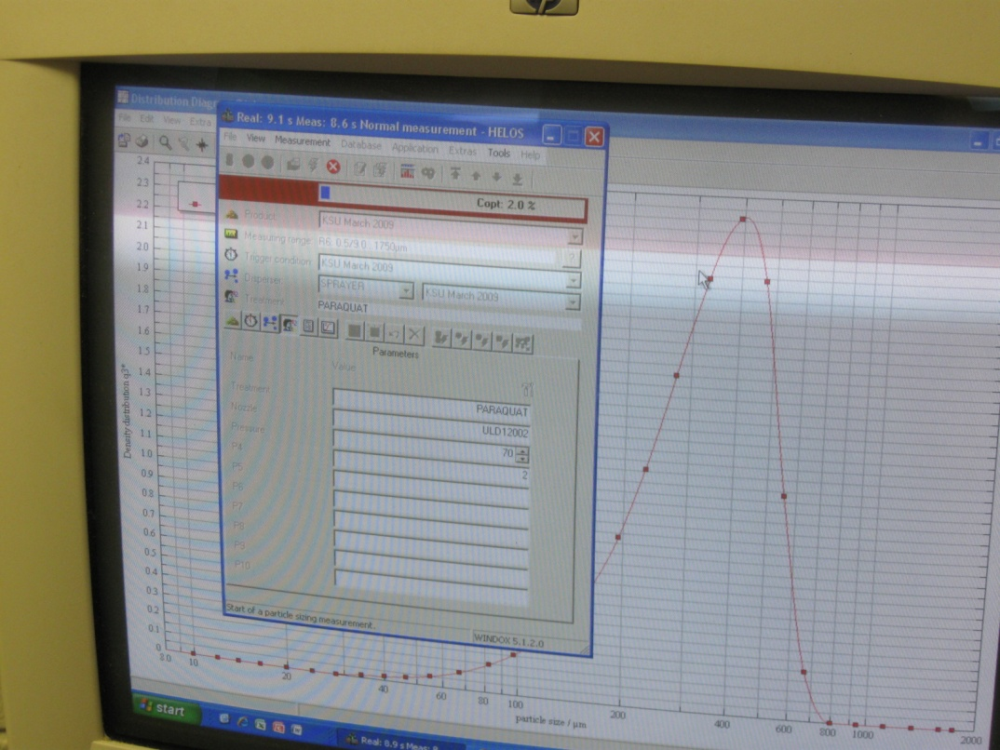 Distribution Diag
File Edit View Extra
Real: 9.1 s Meas: 8.6 s Normal measurement - HELOS
File View Measurement Database Application Extras Tools Help
Copt: 2.0 %
Product: KSU March 2009
Measuring range: R6: 0.5/9.0...1750µm
Trigger condition: KSU March 2009
Disperser: SPRAYER KSU March 2009
Treatment: PARAQUAT
Parameters
Name Value
Treatment PARAQUAT
Nozzle ULD12002
Pressure 70
P4 2
P5
P6
P7
P8
P9
P10
Start of a particle sizing measurement.
WINDOX 5.1.2.0
Density distribution q3*
2.4
2.3
2.2
2.1
2.0
1.9
1.8
1.7
1.6
1.5
1.4
1.3
1.2
1.1
1.0
0.9
0.8
0.7
0.6
0.5
0.4
0.3
0.2
0.1
0
8.0 10 20 40 60 80 100 200 400 600 800 1000 2000
particle size / µm
start
Real: 8.9 s Meas: 8